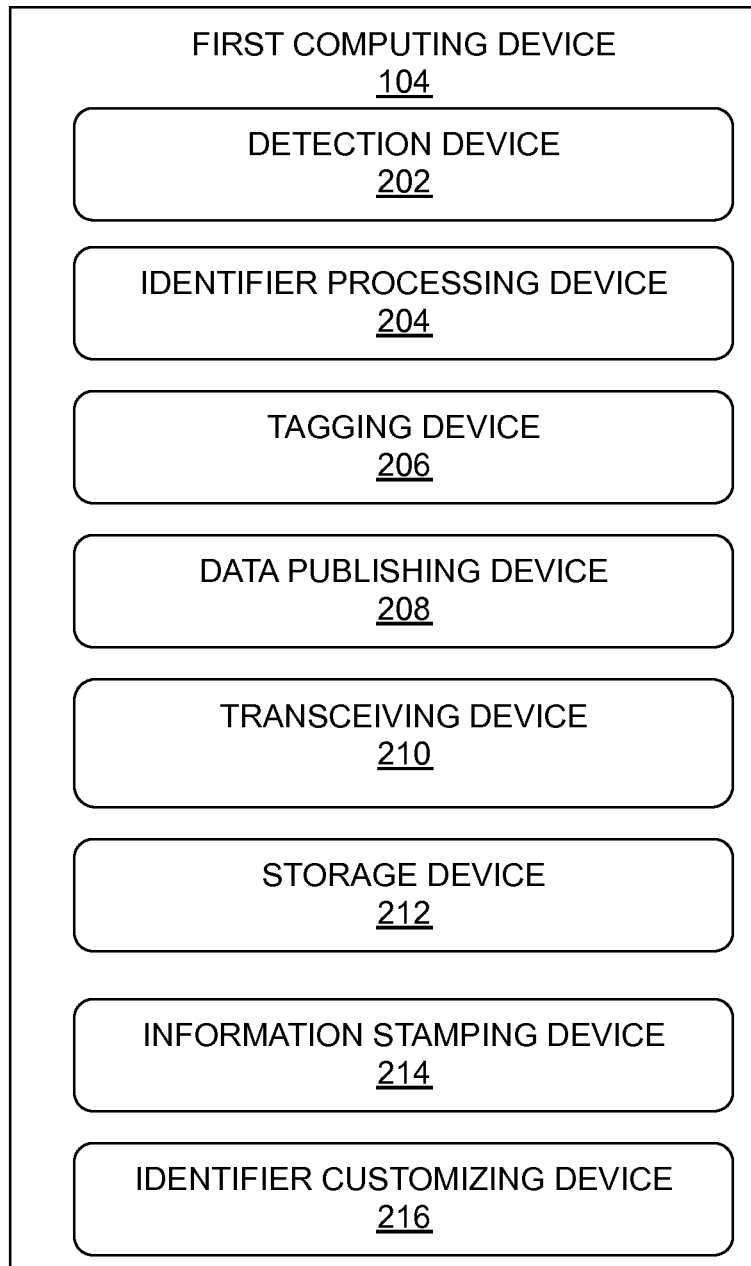 FIRST COMPUTING DEVICE
104
DETECTION DEVICE
202
IDENTIFIER PROCESSING DEVICE
204
TAGGING DEVICE
206
DATA PUBLISHING DEVICE
208
TRANSCEIVING DEVICE
210
STORAGE DEVICE
212
INFORMATION STAMPING DEVICE
214
IDENTIFIER CUSTOMIZING DEVICE
216